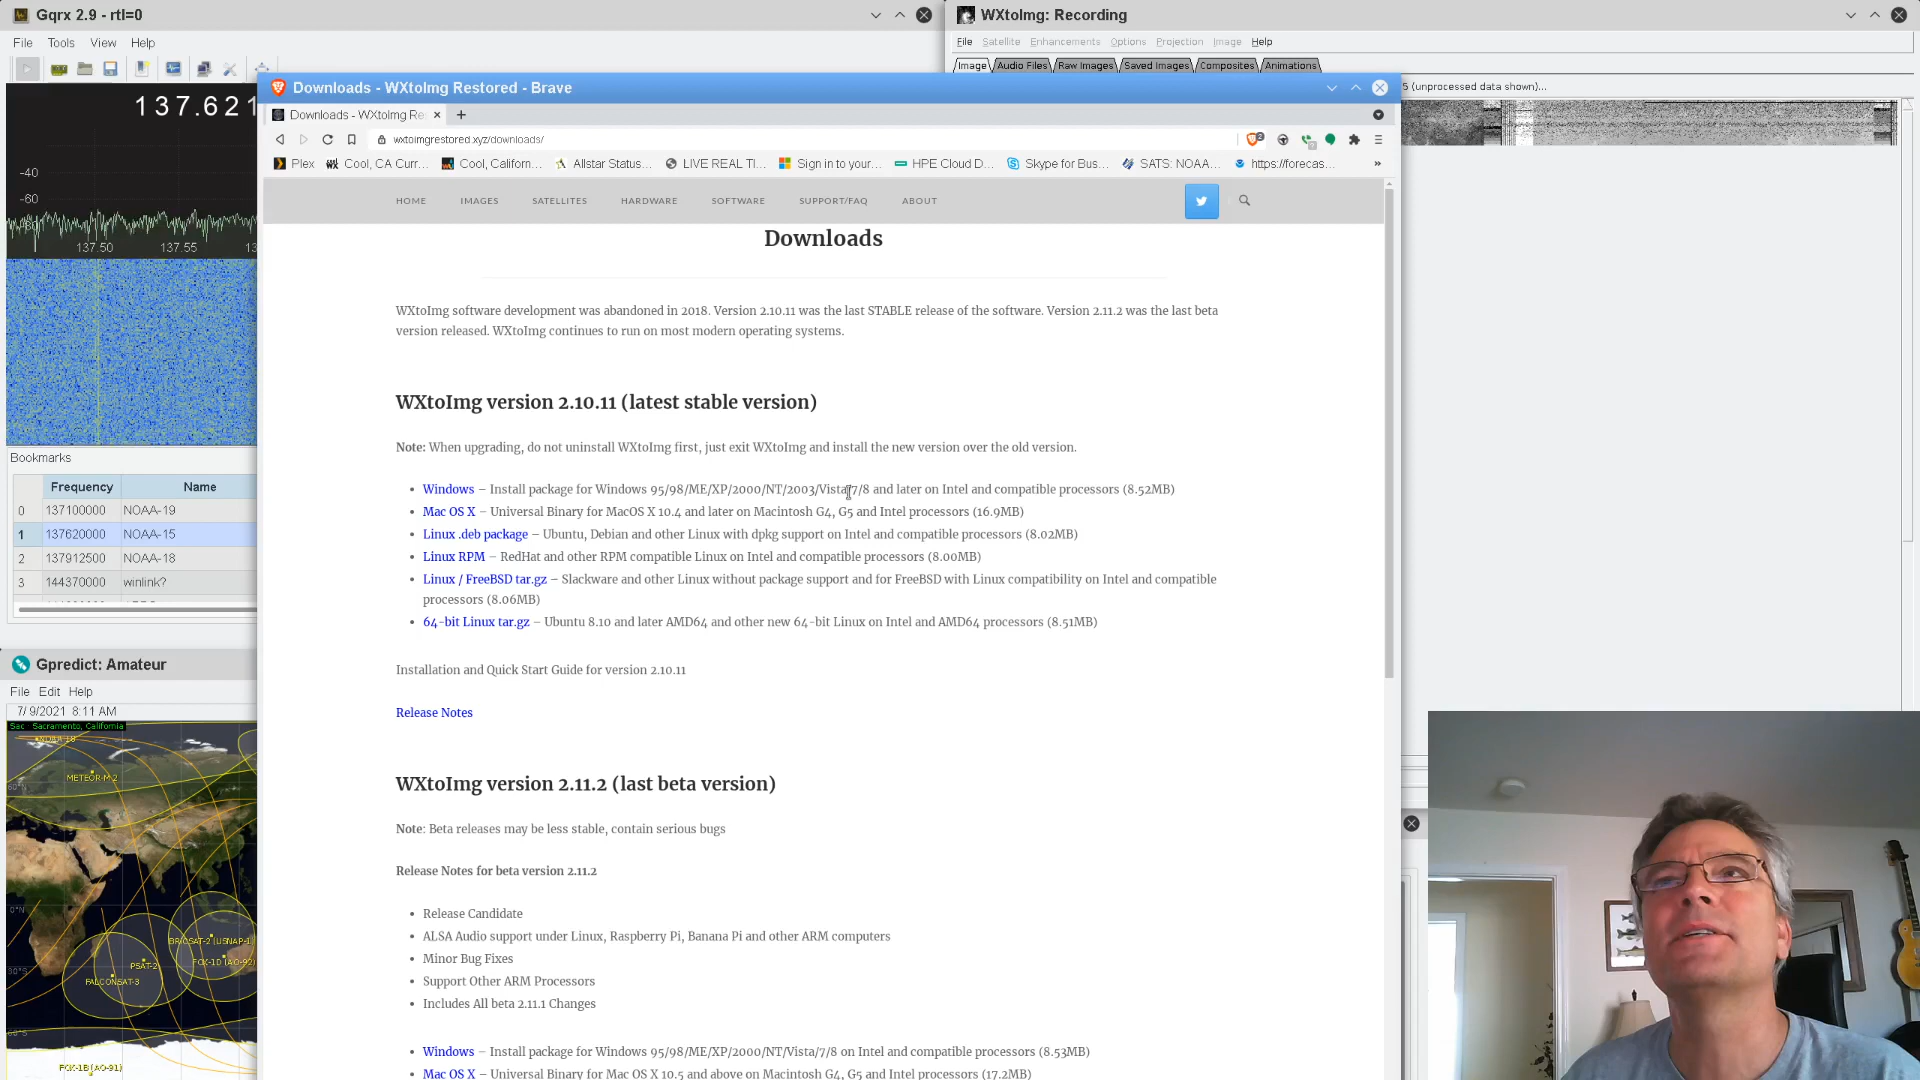 Gqrx 2.9 - rtl=0
File Tools View Help
137.621
-40
-60
137.50 137.55
Bookmarks
Frequency Name
0 137100000 NOAA-19
1 137620000 NOAA-15
2 137912500 NOAA-18
3 144370000 winlink?
Gpredict: Amateur
File Edit Help
7/ 9/2021 8:11 AM
Sac Sacramento, California
METEOR-M 2
BRICSAT-2 (USNAP-1
PSAT-2
FOX-1D (AO-92)
FALCONSAT-3
FOX-1B (AO-91)
WXtoImg: Recording
File Satellite Enhancements Options Projection Image Help
Image Audio Files Raw Images Saved Images Composites Animations
5 (unprocessed data shown)...
Downloads - WXtoImg Restored - Brave
Downloads - WXtoImg Re
wxtoimgrestored.xyz/downloads/
Plex Cool, CA Curr... Cool, Californ... Allstar Status... LIVE REAL TI... Sign in to your... HPE Cloud D... Skype for Bus... SATS: NOAA... https://forecas... »
HOME IMAGES SATELLITES HARDWARE SOFTWARE SUPPORT/FAQ ABOUT
Downloads
WXtoImg software development was abandoned in 2018. Version 2.10.11 was the last STABLE release of the software. Version 2.11.2 was the last beta
version released. WXtoImg continues to run on most modern operating systems.
WXtoImg version 2.10.11 (latest stable version)
Note: When upgrading, do not uninstall WXtoImg first, just exit WXtoImg and install the new version over the old version.
• Windows – Install package for Windows 95/98/ME/XP/2000/NT/2003/Vista/7/8 and later on Intel and compatible processors (8.52MB)
• Mac OS X – Universal Binary for MacOS X 10.4 and later on Macintosh G4, G5 and Intel processors (16.9MB)
• Linux .deb package – Ubuntu, Debian and other Linux with dpkg support on Intel and compatible processors (8.02MB)
• Linux RPM – RedHat and other RPM compatible Linux on Intel and compatible processors (8.00MB)
• Linux / FreeBSD tar.gz – Slackware and other Linux without package support and for FreeBSD with Linux compatibility on Intel and compatible
processors (8.06MB)
• 64-bit Linux tar.gz – Ubuntu 8.10 and later AMD64 and other new 64-bit Linux on Intel and AMD64 processors (8.51MB)
Installation and Quick Start Guide for version 2.10.11
Release Notes
WXtoImg version 2.11.2 (last beta version)
Note: Beta releases may be less stable, contain serious bugs
Release Notes for beta version 2.11.2
• Release Candidate
• ALSA Audio support under Linux, Raspberry Pi, Banana Pi and other ARM computers
• Minor Bug Fixes
• Support Other ARM Processors
• Includes All beta 2.11.1 Changes
• Windows – Install package for Windows 95/98/ME/XP/2000/NT/Vista/7/8 on Intel and compatible processors (8.53MB)
• Mac OS X – Universal Binary for Mac OS X 10.5 and above on Macintosh G4, G5 and Intel processors (17.2MB)